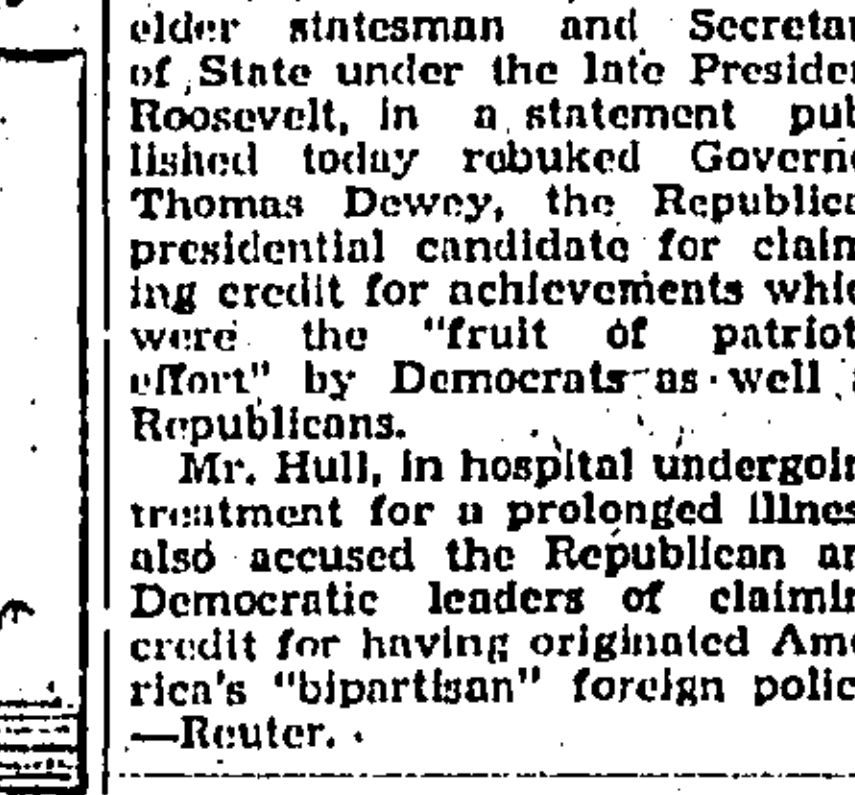 elder statesman and Secretar
of State under the late Presiden
Roosevelt, in a statement pub
lished today rebuked Governo
Thomas Dewey, the Republica
presidential candidate for claim
ing credit for achievements whic
were the "fruit of patriot
effort" by Democrats as well a
Republicans.
Mr. Hull, in hospital undergoin
treatment for a prolonged illnes
also accused the Republican an
Democratic leaders of claimin
credit for having originated Ame
rica's "bipartisan" foreign polic
—Reuter.